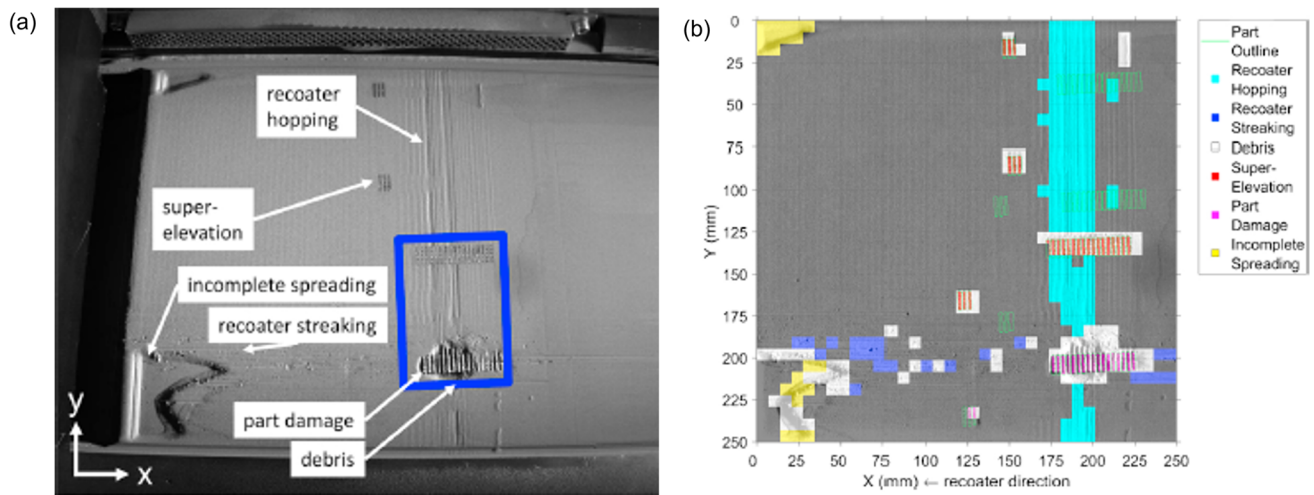 (a)
recoater
hopping
super-
elevation
incomplete spreading
recoater streaking
part damage
debris
y
x
(b)
0
25
50
75
100
125
150
175
200
225
250
Y (mm)
0
25
50
75
100
125
150
175
200
225
250
X (mm) ← recoater direction
Part
Outline
Recoater
Hopping
Recoater
Streaking
Debris
Super-
Elevation
Part
Damage
Incomplete
Spreading